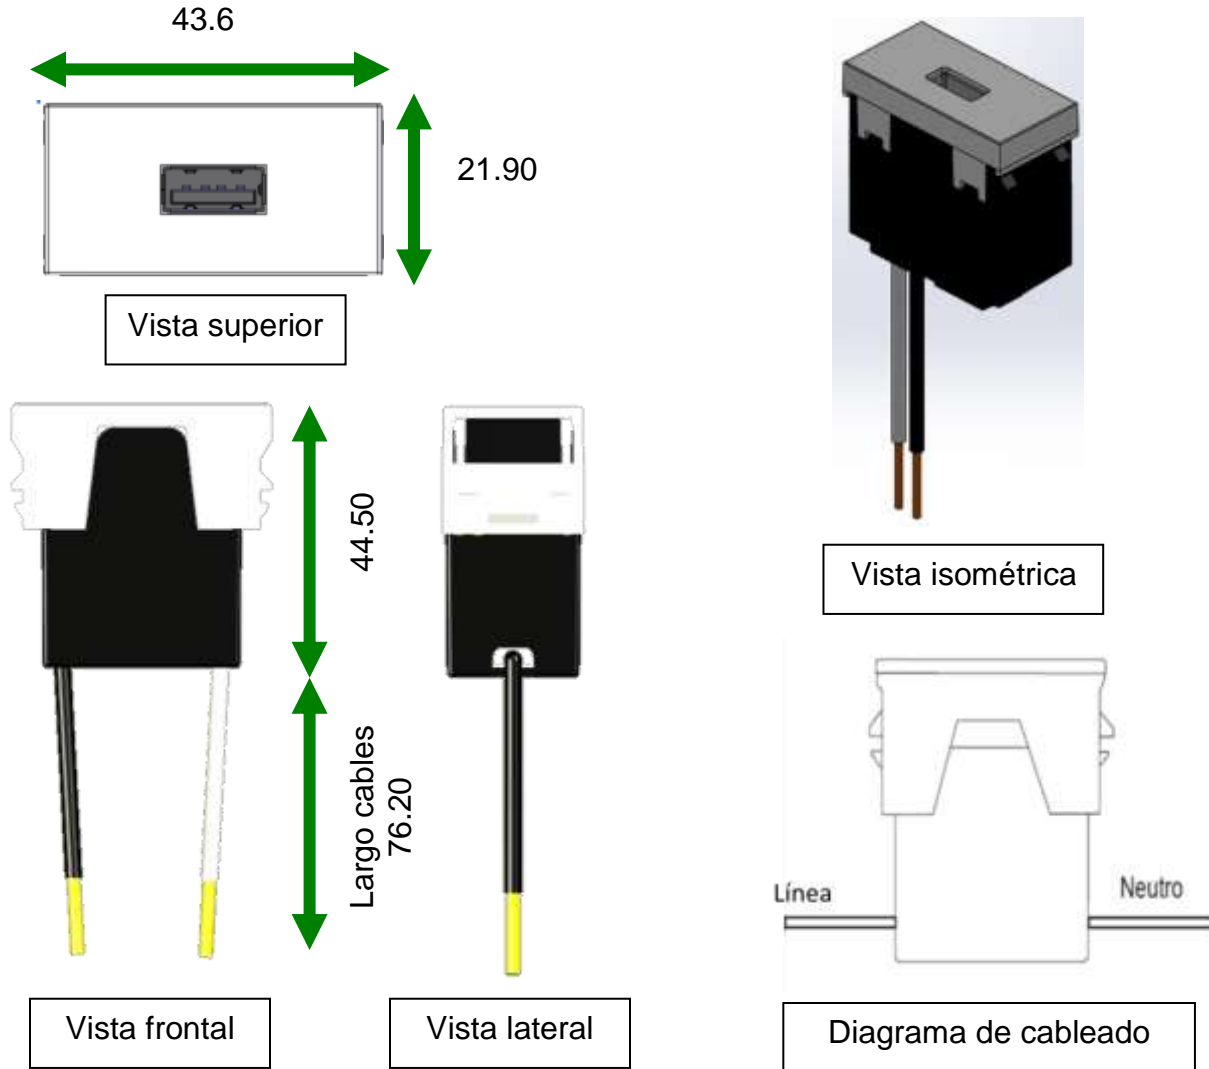 43.6
21.90
Vista superior
Vista isométrica
44.50
Largo cables
76.20
Línea
Neutro
Vista frontal
Vista lateral
Diagrama de cableado